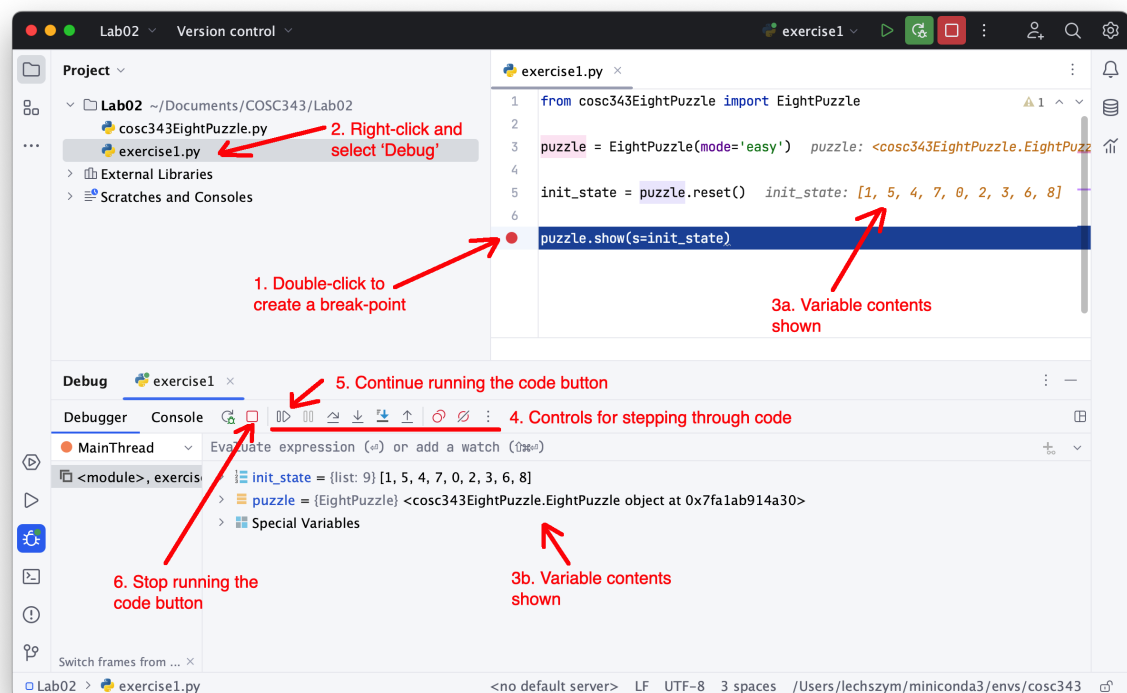 Lab02 Version control exercise1
Project
exercise1.py
Lab02 ~/Documents/COSC343/Lab02
cosc343EightPuzzle.py
exercise1.py
External Libraries
Scratches and Consoles
2. Right-click and
select ‘Debug’
1 from cosc343EightPuzzle import EightPuzzle
1
2
3 puzzle = EightPuzzle(mode='easy') puzzle: <cosc343EightPuzzle.EightPuzz
4
5 init_state = puzzle.reset() init_state: [1, 5, 4, 7, 0, 2, 3, 6, 8]
6
puzzle.show(s=init_state)
1. Double-click to
create a break-point
3a. Variable contents
shown
Debug exercise1
5. Continue running the code button
Debugger Console
4. Controls for stepping through code
MainThread
Evaluate expression (⏎) or add a watch (⇧⌘⏎)
<module>, exercis
init_state = {list: 9} [1, 5, 4, 7, 0, 2, 3, 6, 8]
puzzle = {EightPuzzle} <cosc343EightPuzzle.EightPuzzle object at 0x7fa1ab914a30>
Special Variables
3b. Variable contents
shown
6. Stop running the
code button
Switch frames from ...
Lab02 > exercise1.py
<no default server> LF UTF-8 3 spaces /Users/lechszym/miniconda3/envs/cosc343